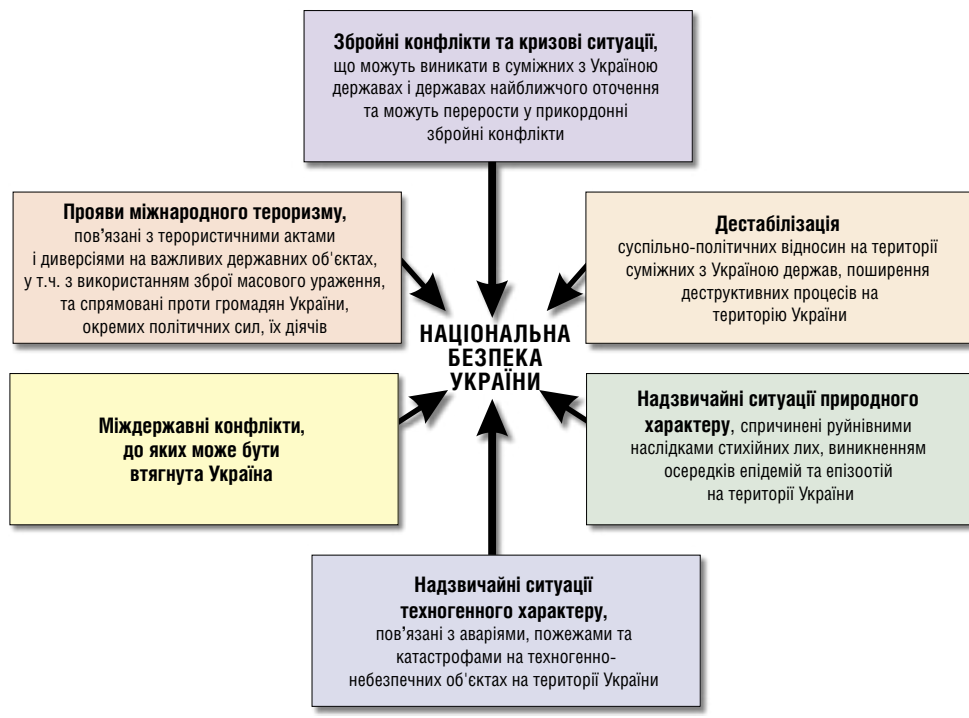 Збройні конфлікти та кризові ситуації,
що можуть виникати в суміжних з Україною
державах і державах найближчого оточення
та можуть перерости у прикордонні
збройні конфлікти
Прояви міжнародного тероризму,
пов’язані з терористичними актами
і диверсіями на важливих державних об'єктах,
у т.ч. з використанням зброї масового ураження,
та спрямовані проти громадян України,
окремих політичних сил, їх діячів
Дестабілізація
суспільно-політичних відносин на території
суміжних з Україною держав, поширення
деструктивних процесів на
територію України
НАЦІОНАЛЬНА
БЕЗПЕКА
УКРАЇНИ
Міждержавні конфлікти,
до яких може бути
втягнута Україна
Надзвичайні ситуації природного
характеру, спричинені руйнівними
наслідками стихійних лих, виникненням
осередків епідемій та епізоотій
на території України
Надзвичайні ситуації
техногенного характеру,
пов’язані з аваріями, пожежами та
катастрофами на техногенно-
небезпечних об'єктах на території України